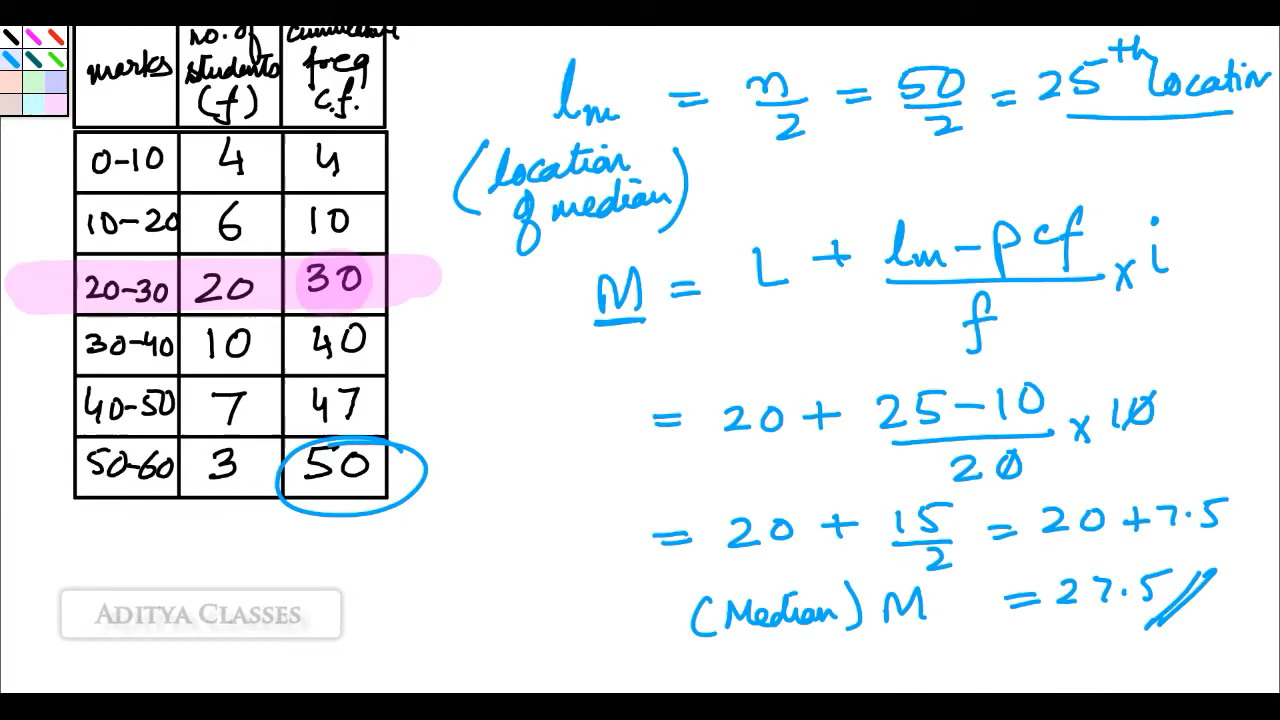 marks no. of students (f) cumulative freq c.f.
0-10 4 4
10-20 6 10
20-30 20 30
30-40 10 40
40-50 7 47
50-60 3 50
lm = n/2 = 50/2 = 25th location
(location of median)
M = L + lm - pcf / f × i
= 20 + 25-10 / 20 × 10
= 20 + 15/2 = 20 + 7.5
(Median) M = 27.5
ADITYA CLASSES